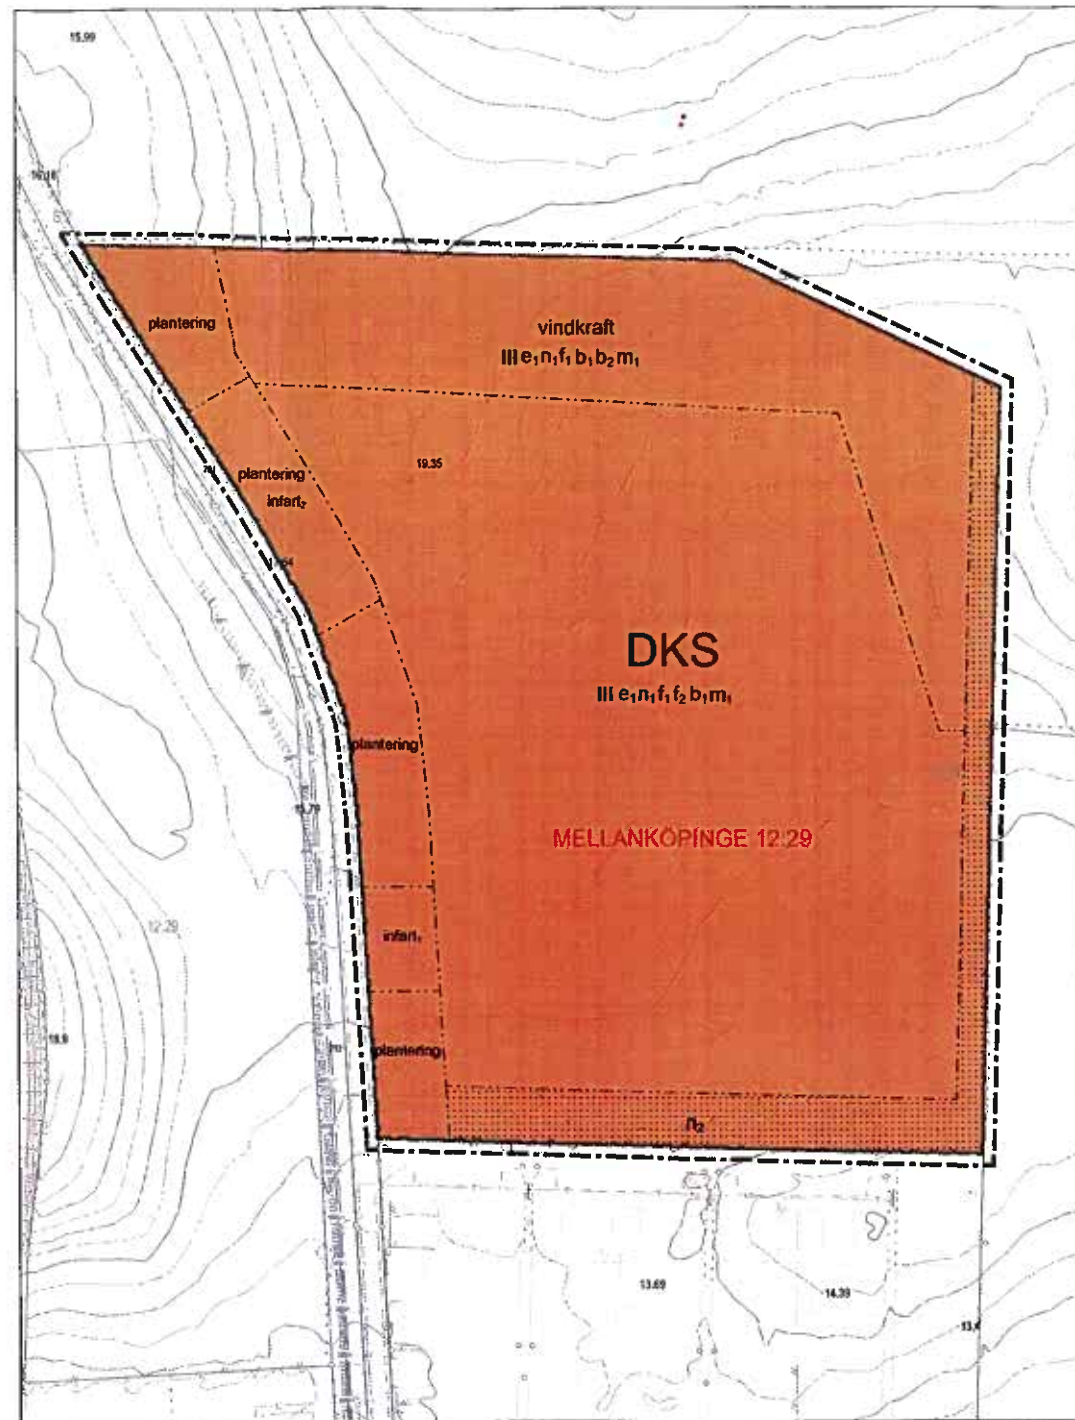 15.99
16.18
plantering
vindkraft
III e₁n₁f₁b₁b₂m₁
plantering
infart₂
19.35
DKS
III e₁n₁f₁f₂b₁m₁
plantering
15.79
MELLANKÖPINGE 12:29
12:29
infart₁
plantering
n₂
13.69
14.39